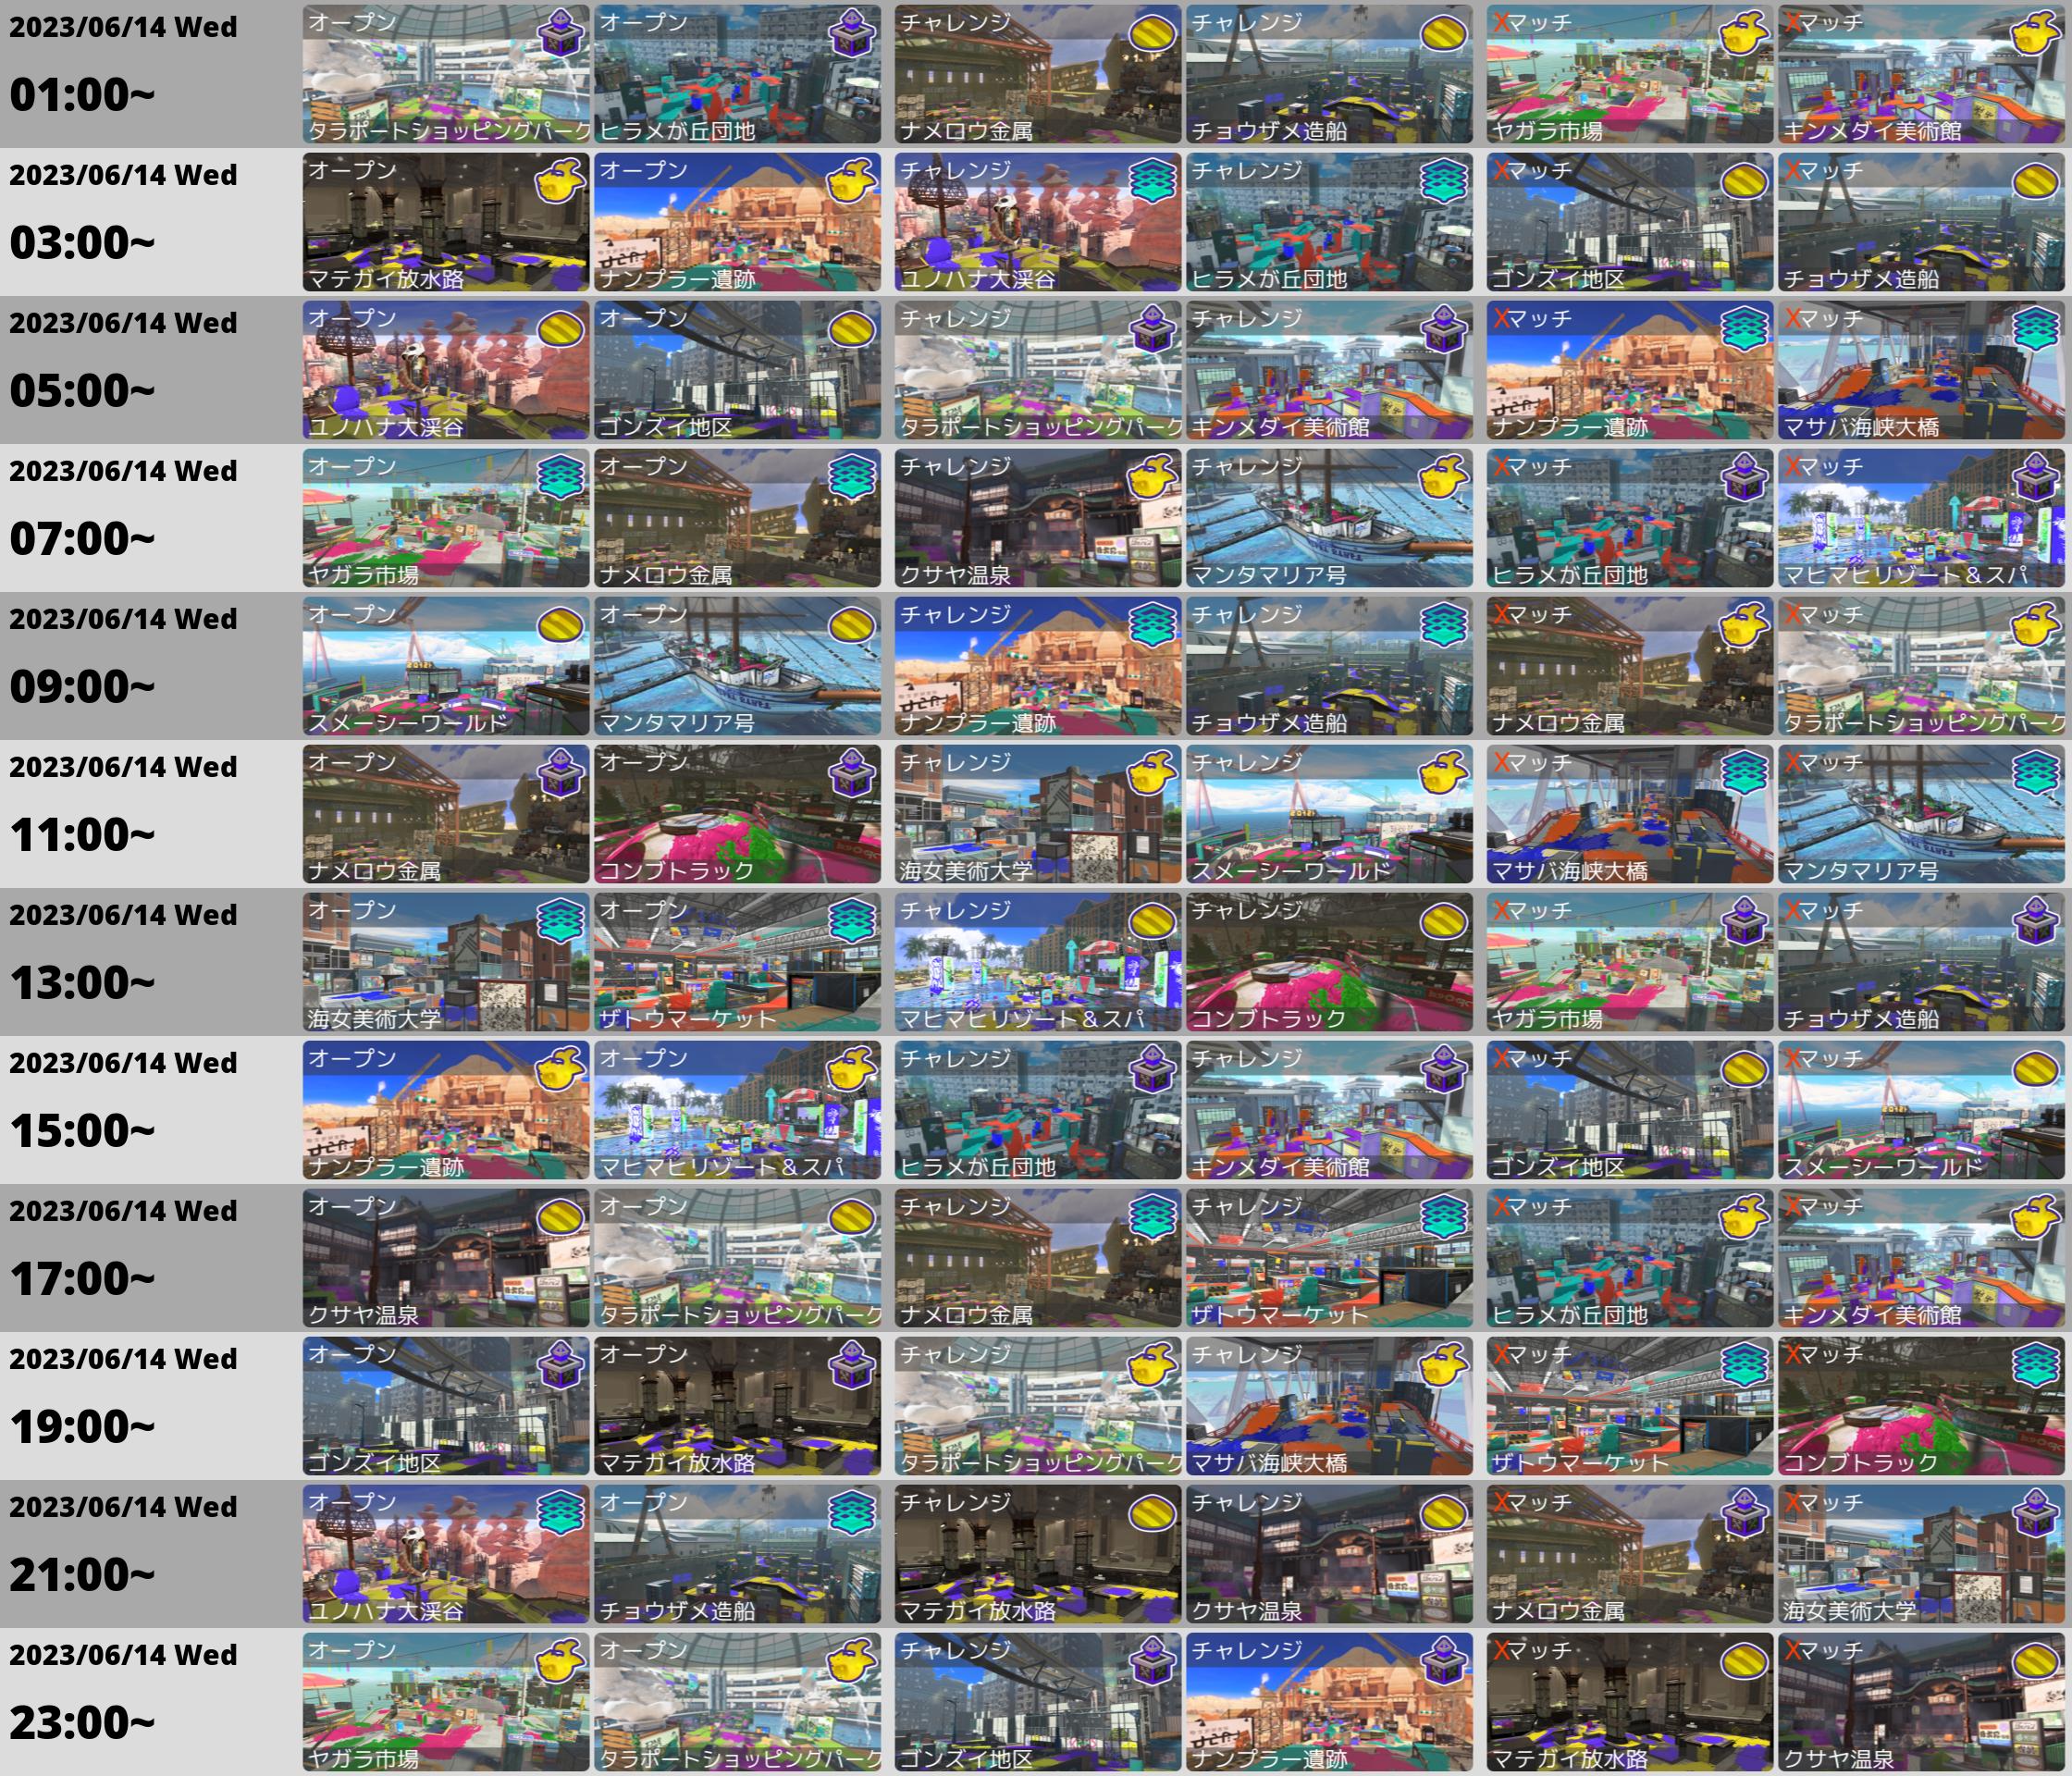 2023/06/14 Wed
01:00~
オープン オープン チャレンジ チャレンジ Xマッチ Xマッチ
タラポートショッピングパーク ヒラメが丘団地 ナメロウ金属 チョウザメ造船 ヤガラ市場 キンメダイ美術館
2023/06/14 Wed
03:00~
オープン オープン チャレンジ チャレンジ Xマッチ Xマッチ
マテガイ放水路 ナンプラー遺跡 ユノハナ大渓谷 ヒラメが丘団地 ゴンズイ地区 チョウザメ造船
2023/06/14 Wed
05:00~
オープン オープン チャレンジ チャレンジ Xマッチ Xマッチ
ユノハナ大渓谷 ゴンズイ地区 タラポートショッピングパーク キンメダイ美術館 ナンプラー遺跡 マサバ海峡大橋
2023/06/14 Wed
07:00~
オープン オープン チャレンジ チャレンジ Xマッチ Xマッチ
ヤガラ市場 ナメロウ金属 クサヤ温泉 マンタマリア号 ヒラメが丘団地 マヒマヒリゾート＆スパ
2023/06/14 Wed
09:00~
オープン オープン チャレンジ チャレンジ Xマッチ Xマッチ
スメーシーワールド マンタマリア号 ナンプラー遺跡 チョウザメ造船 ナメロウ金属 タラポートショッピングパーク
2023/06/14 Wed
11:00~
オープン オープン チャレンジ チャレンジ Xマッチ Xマッチ
ナメロウ金属 コンブトラック 海女美術大学 スメーシーワールド マサバ海峡大橋 マンタマリア号
2023/06/14 Wed
13:00~
オープン オープン チャレンジ チャレンジ Xマッチ Xマッチ
海女美術大学 ザトウマーケット マヒマヒリゾート＆スパ コンブトラック ヤガラ市場 チョウザメ造船
2023/06/14 Wed
15:00~
オープン オープン チャレンジ チャレンジ Xマッチ Xマッチ
ナンプラー遺跡 マヒマヒリゾート＆スパ ヒラメが丘団地 キンメダイ美術館 ゴンズイ地区 スメーシーワールド
2023/06/14 Wed
17:00~
オープン オープン チャレンジ チャレンジ Xマッチ Xマッチ
クサヤ温泉 タラポートショッピングパーク ナメロウ金属 ザトウマーケット ヒラメが丘団地 キンメダイ美術館
2023/06/14 Wed
19:00~
オープン オープン チャレンジ チャレンジ Xマッチ Xマッチ
ゴンズイ地区 マテガイ放水路 タラポートショッピングパーク マサバ海峡大橋 ザトウマーケット コンブトラック
2023/06/14 Wed
21:00~
オープン オープン チャレンジ チャレンジ Xマッチ Xマッチ
ユノハナ大渓谷 チョウザメ造船 マテガイ放水路 クサヤ温泉 ナメロウ金属 海女美術大学
2023/06/14 Wed
23:00~
オープン オープン チャレンジ チャレンジ Xマッチ Xマッチ
ヤガラ市場 タラポートショッピングパーク ゴンズイ地区 ナンプラー遺跡 マテガイ放水路 クサヤ温泉